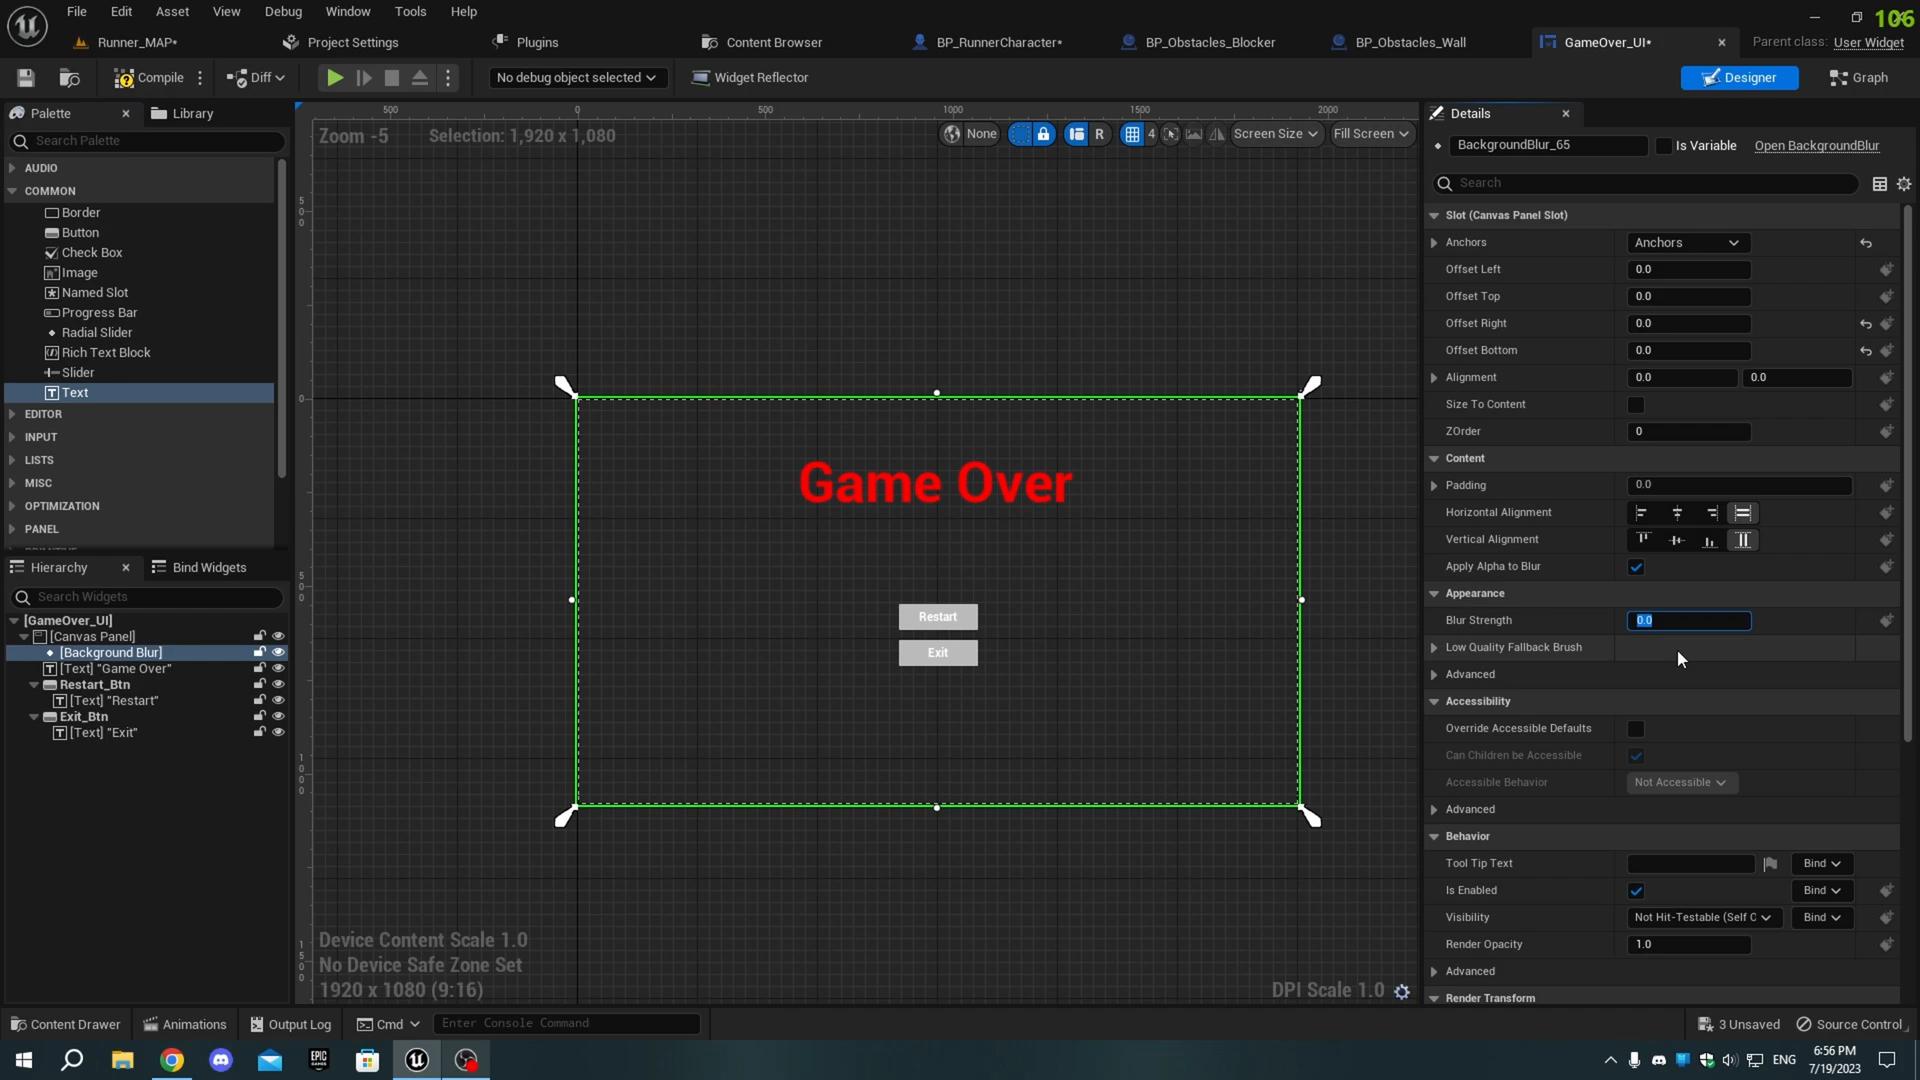 File Edit Asset View Debug Window Tools Help
106
Runner_MAP* Project Settings Plugins Content Browser BP_RunnerCharacter* BP_Obstacles_Blocker BP_Obstacles_Wall GameOver_UI* Parent class: User Widget
Compile Diff No debug object selected Widget Reflector Designer Graph
Palette Library
Search Palette
AUDIO
COMMON
Border
Button
Check Box
Image
Named Slot
Progress Bar
Radial Slider
Rich Text Block
Slider
Text
EDITOR
INPUT
LISTS
MISC
OPTIMIZATION
PANEL
Hierarchy Bind Widgets
Search Widgets
[GameOver_UI]
[Canvas Panel]
[Background Blur]
[Text] "Game Over"
Restart_Btn
[Text] "Restart"
Exit_Btn
[Text] "Exit"
500 0 500 1000 1500 2000
Zoom -5 Selection: 1,920 x 1,080 None R 4 Screen Size Fill Screen
500
0
500
1000
1500
Game Over
Restart
Exit
Device Content Scale 1.0
No Device Safe Zone Set
1920 x 1080 (9:16) DPI Scale 1.0
Details
BackgroundBlur_65 Is Variable Open BackgroundBlur
Search
Slot (Canvas Panel Slot)
Anchors Anchors
Offset Left 0.0
Offset Top 0.0
Offset Right 0.0
Offset Bottom 0.0
Alignment 0.0 0.0
Size To Content
ZOrder 0
Content
Padding 0.0
Horizontal Alignment
Vertical Alignment
Apply Alpha to Blur
Appearance
Blur Strength 0.0
Low Quality Fallback Brush
Advanced
Accessibility
Override Accessible Defaults
Can Children be Accessible
Accessible Behavior Not Accessible
Advanced
Behavior
Tool Tip Text Bind
Is Enabled Bind
Visibility Not Hit-Testable (Self C Bind
Render Opacity 1.0
Advanced
Render Transform
Content Drawer Animations Output Log Cmd Enter Console Command 3 Unsaved Source Control
EPIC GAMES ENG 6:56 PM
7/19/2023